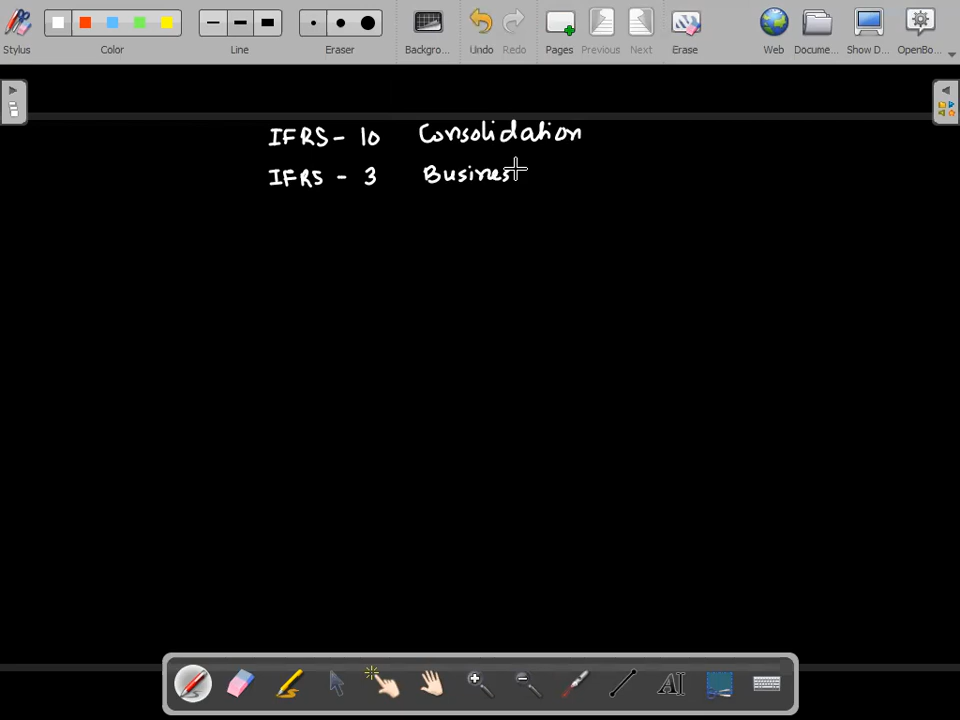 Stylus
Color
Line
Eraser
Backgro...
Undo
Redo
Pages
Previous
Next
Erase
Web
Docume...
Show D...
OpenBo...
IFRS - 10 Consolidation
IFRS - 3 Busines